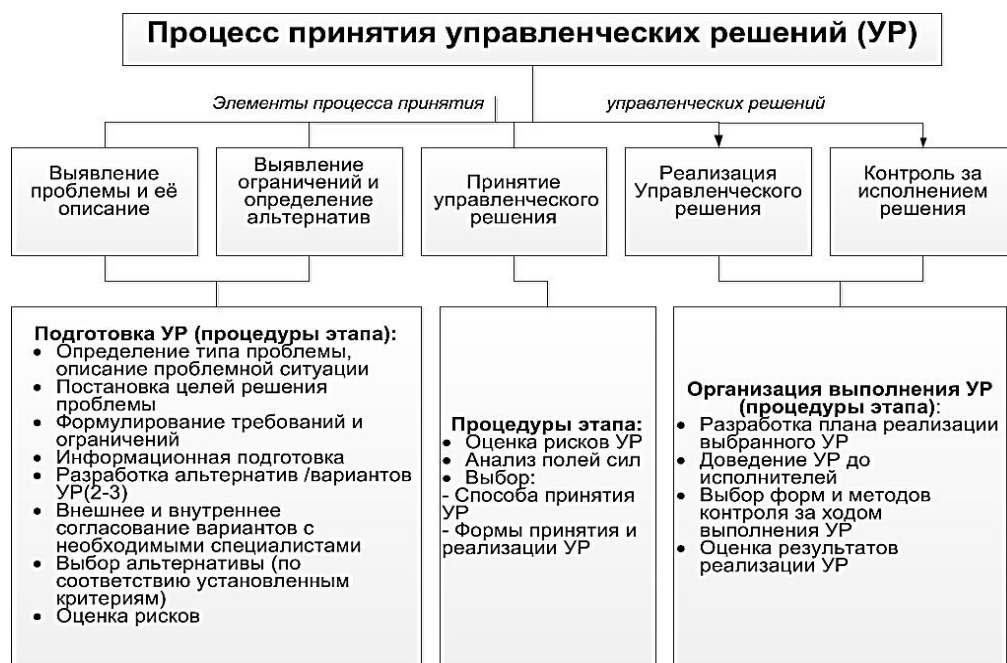 Процесс принятия управленческих решений (УР)
Элементы процесса принятия управленческих решений
Выявление
проблемы и её
описание
Выявление
ограничений и
определение
альтернатив
Принятие
управленческого
решения
Реализация
Управленческого
решения
Контроль за
исполнением
решения
Подготовка УР (процедуры этапа):
• Определение типа проблемы,
описание проблемной ситуации
• Постановка целей решения
проблемы
• Формулирование требований и
ограничений
• Информационная подготовка
• Разработка альтернатив /вариантов
УР(2-3)
• Внешнее и внутреннее
согласование вариантов с
необходимыми специалистами
• Выбор альтернативы (по
соответствию установленным
критериям)
• Оценка рисков
Процедуры этапа:
• Оценка рисков УР
• Анализ полей сил
• Выбор:
- Способа принятия
УР
- Формы принятия и
реализации УР
Организация выполнения УР
(процедуры этапа):
• Разработка плана реализации
выбранного УР
• Доведение УР до
исполнителей
• Выбор форм и методов
контроля за ходом
выполнения УР
• Оценка результатов
реализации УР